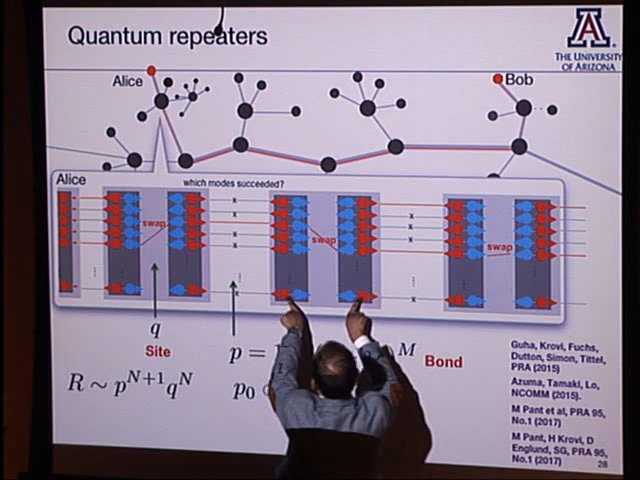 Quantum repeaters
A
THE UNIVERSITY
OF ARIZONA
Alice
Bob
Alice
which modes succeeded?
x
x
x
x
x
x
x
x
swap
swap
swap
x
x
q
Site
p =
M
Bond
R ~ p^{N+1} q^N
p_0
Guha, Krovi, Fuchs,
Dutton, Simon, Tittel,
PRA (2015)
Azuma, Tamaki, Lo,
NCOMM (2015).
M Pant et al, PRA 95,
No.1 (2017)
M Pant, H Krovi, D
Englund, SG, PRA 95,
No.1 (2017)
28